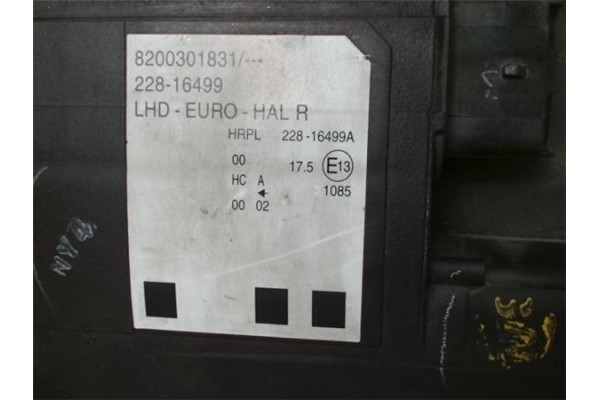 8200301831/---
228-16499
LHD - EURO - HAL R
HRPL 228-16499A
00 17.5 E13
HC A 1085
00 02